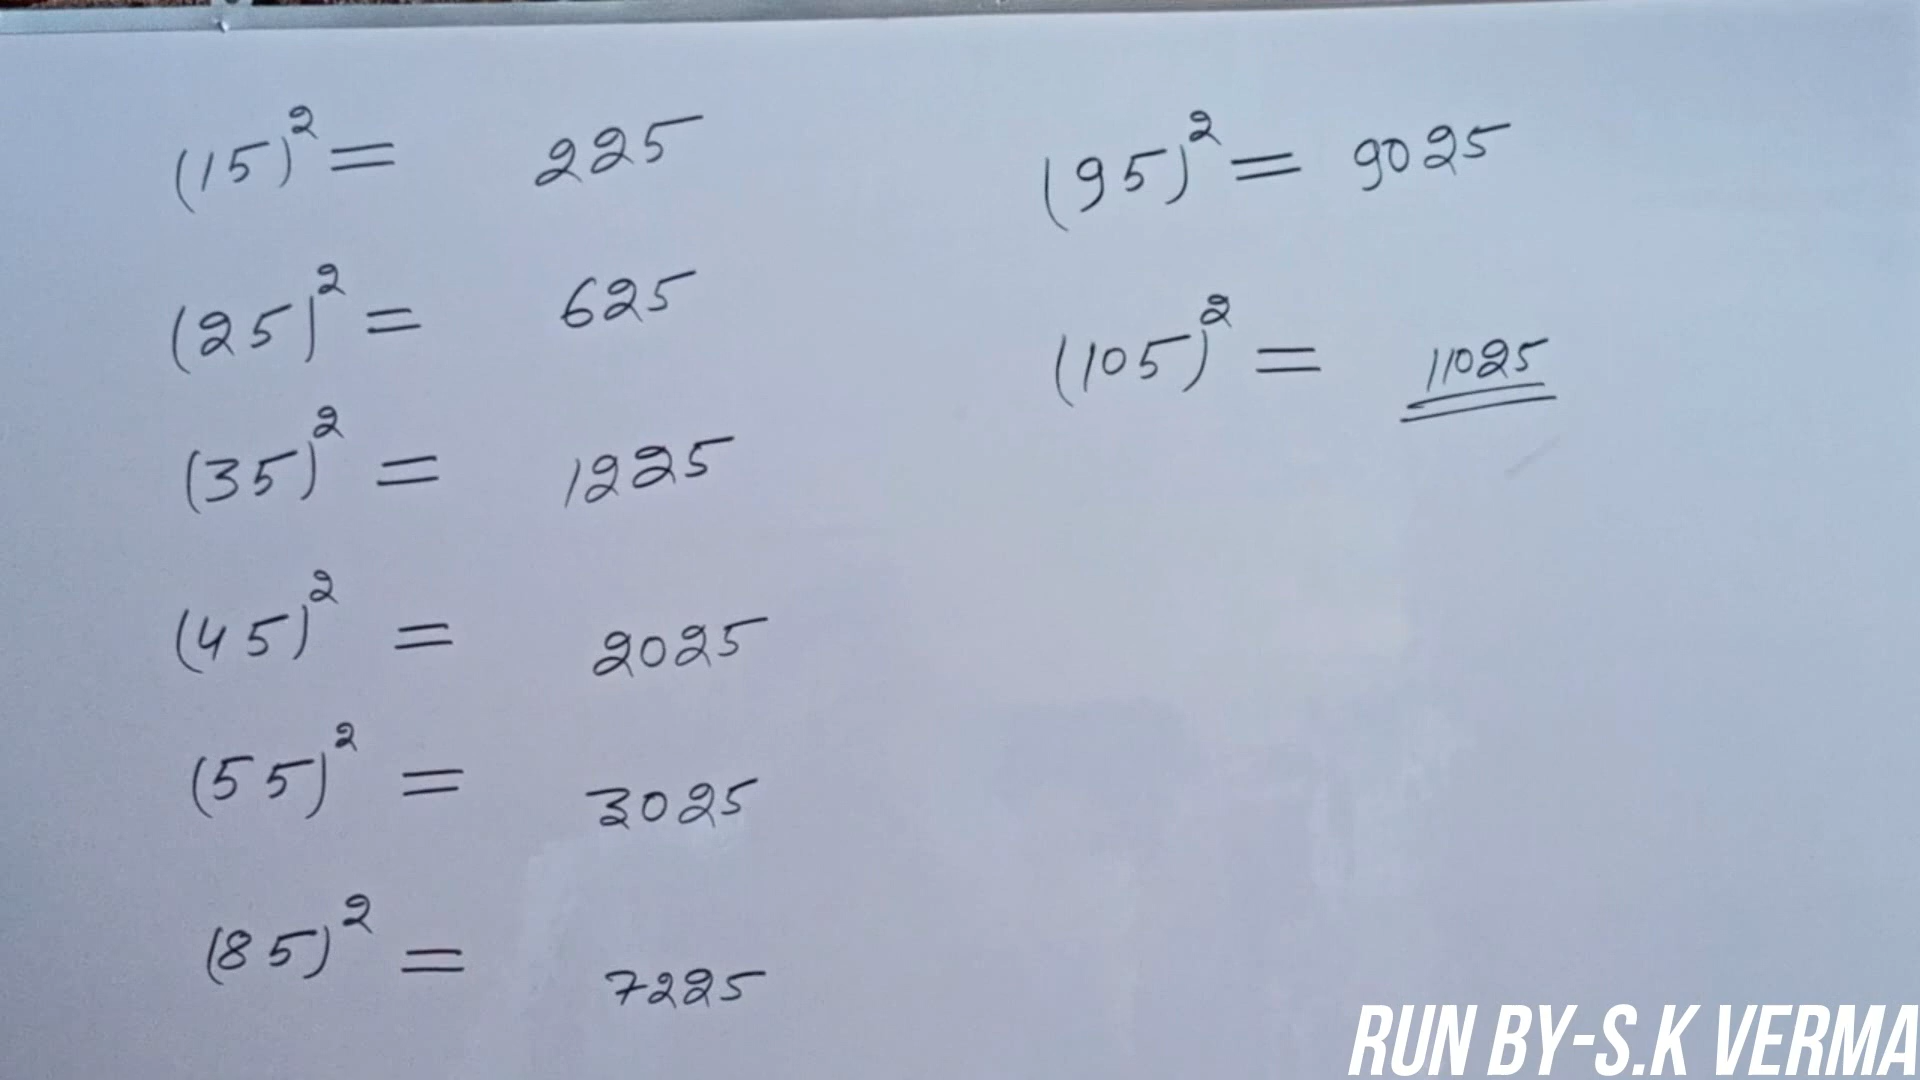 (15)² = 225
(25)² = 625
(35)² = 1225
(45)² = 2025
(55)² = 3025
(85)² = 7225
(95)² = 9025
(105)² = 11025
RUN BY-S.K VERMA